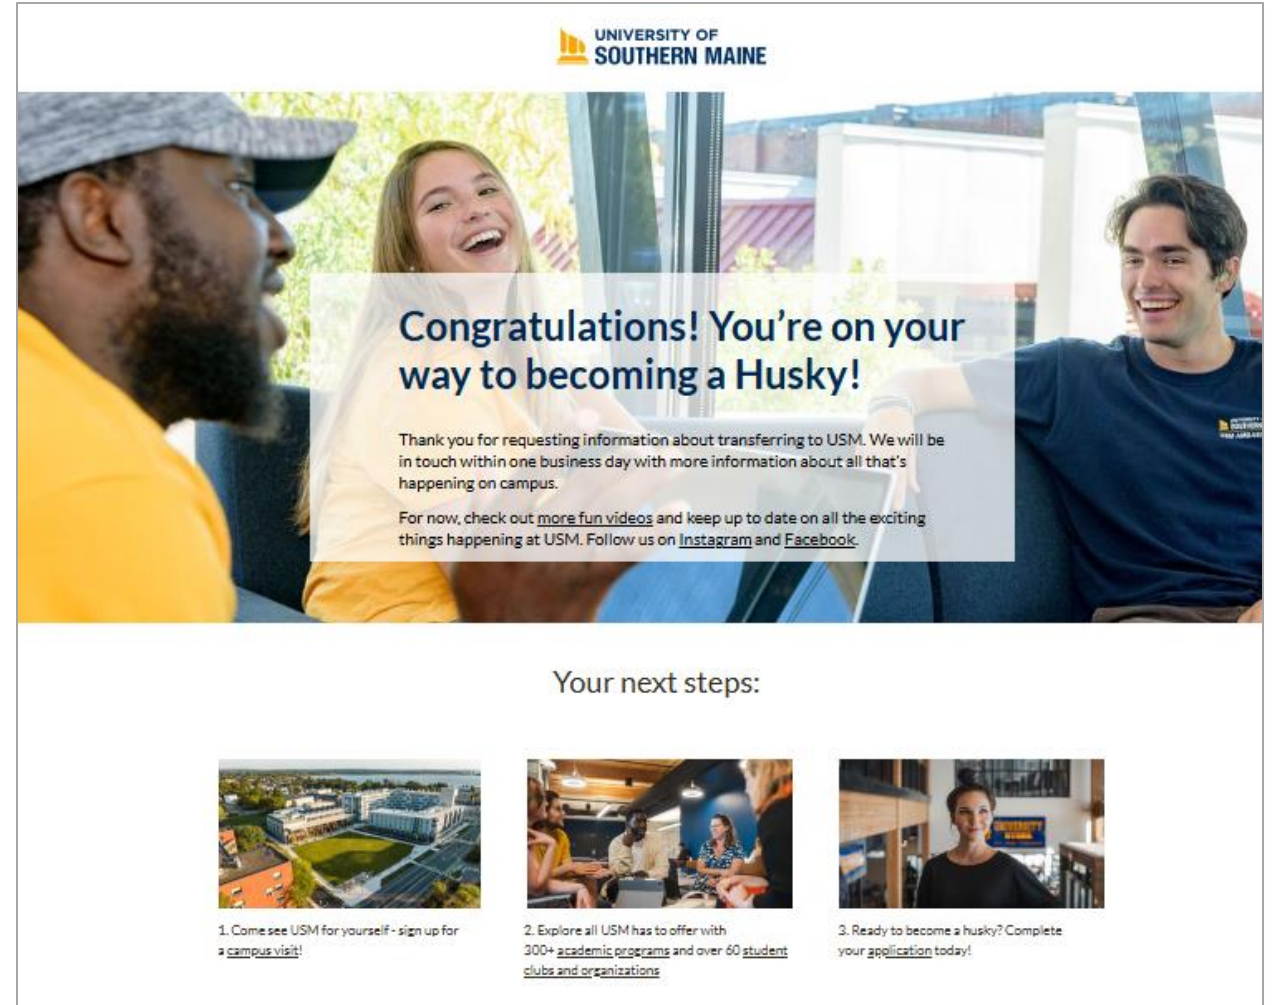 UNIVERSITY OF
SOUTHERN MAINE
Congratulations! You're on your
way to becoming a Husky!
Thank you for requesting information about transferring to USM. We will be
in touch within one business day with more information about all that's
happening on campus.
For now, check out more fun videos and keep up to date on all the exciting
things happening at USM. Follow us on Instagram and Facebook.
Your next steps:
UNIVERSITY
1. Come see USM for yourself - sign up for
a campus visit!
2. Explore all USM has to offer with
300+ academic programs and over 60 student
clubs and organizations
3. Ready to become a husky? Complete
your application today!